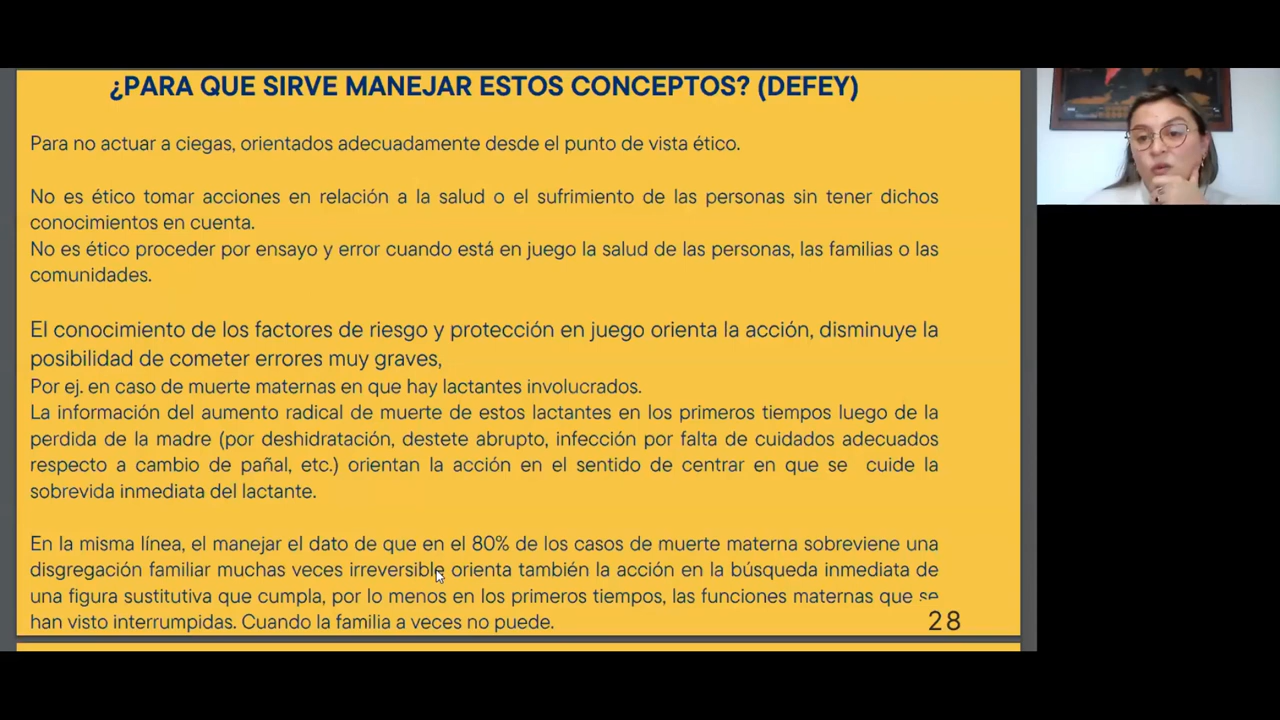 ¿PARA QUE SIRVE MANEJAR ESTOS CONCEPTOS? (DEFEY)
Para no actuar a ciegas, orientados adecuadamente desde el punto de vista ético.
No es ético tomar acciones en relación a la salud o el sufrimiento de las personas sin tener dichos
conocimientos en cuenta.
No es ético proceder por ensayo y error cuando está en juego la salud de las personas, las familias o las
comunidades.
El conocimiento de los factores de riesgo y protección en juego orienta la acción, disminuye la
posibilidad de cometer errores muy graves,
Por ej. en caso de muerte maternas en que hay lactantes involucrados.
La información del aumento radical de muerte de estos lactantes en los primeros tiempos luego de la
perdida de la madre (por deshidratación, destete abrupto, infección por falta de cuidados adecuados
respecto a cambio de pañal, etc.) orientan la acción en el sentido de centrar en que se cuide la
sobrevida inmediata del lactante.
En la misma línea, el manejar el dato de que en el 80% de los casos de muerte materna sobreviene una
disgregación familiar muchas veces irreversible orienta también la acción en la búsqueda inmediata de
una figura sustitutiva que cumpla, por lo menos en los primeros tiempos, las funciones maternas que se
han visto interrumpidas. Cuando la familia a veces no puede.
28